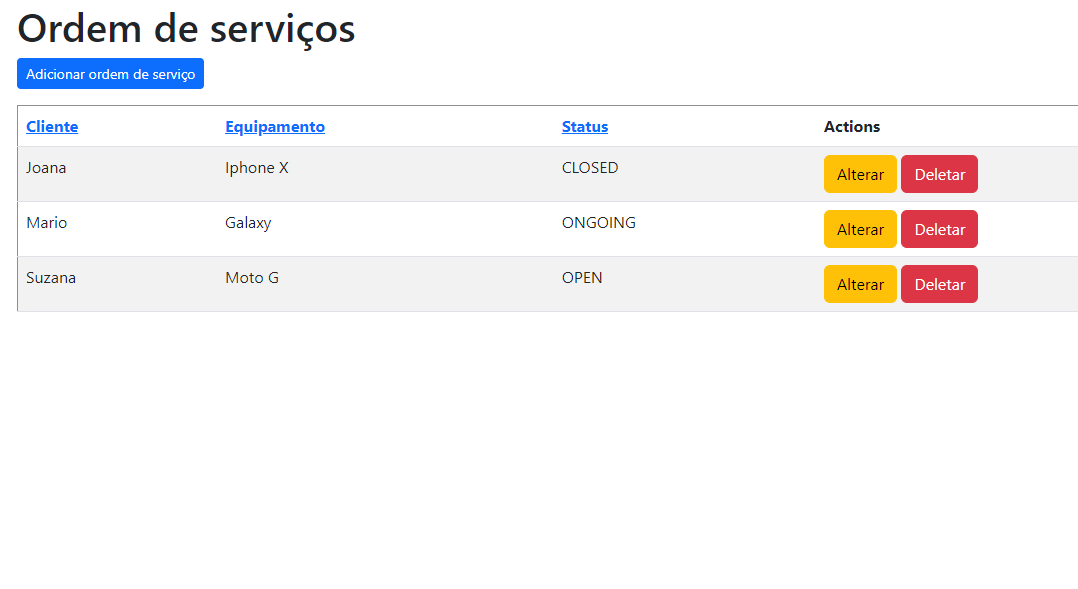 Ordem de serviços
Adicionar ordem de serviço
Cliente Equipamento Status Actions
Joana Iphone X CLOSED Alterar Deletar
Mario Galaxy ONGOING Alterar Deletar
Suzana Moto G OPEN Alterar Deletar